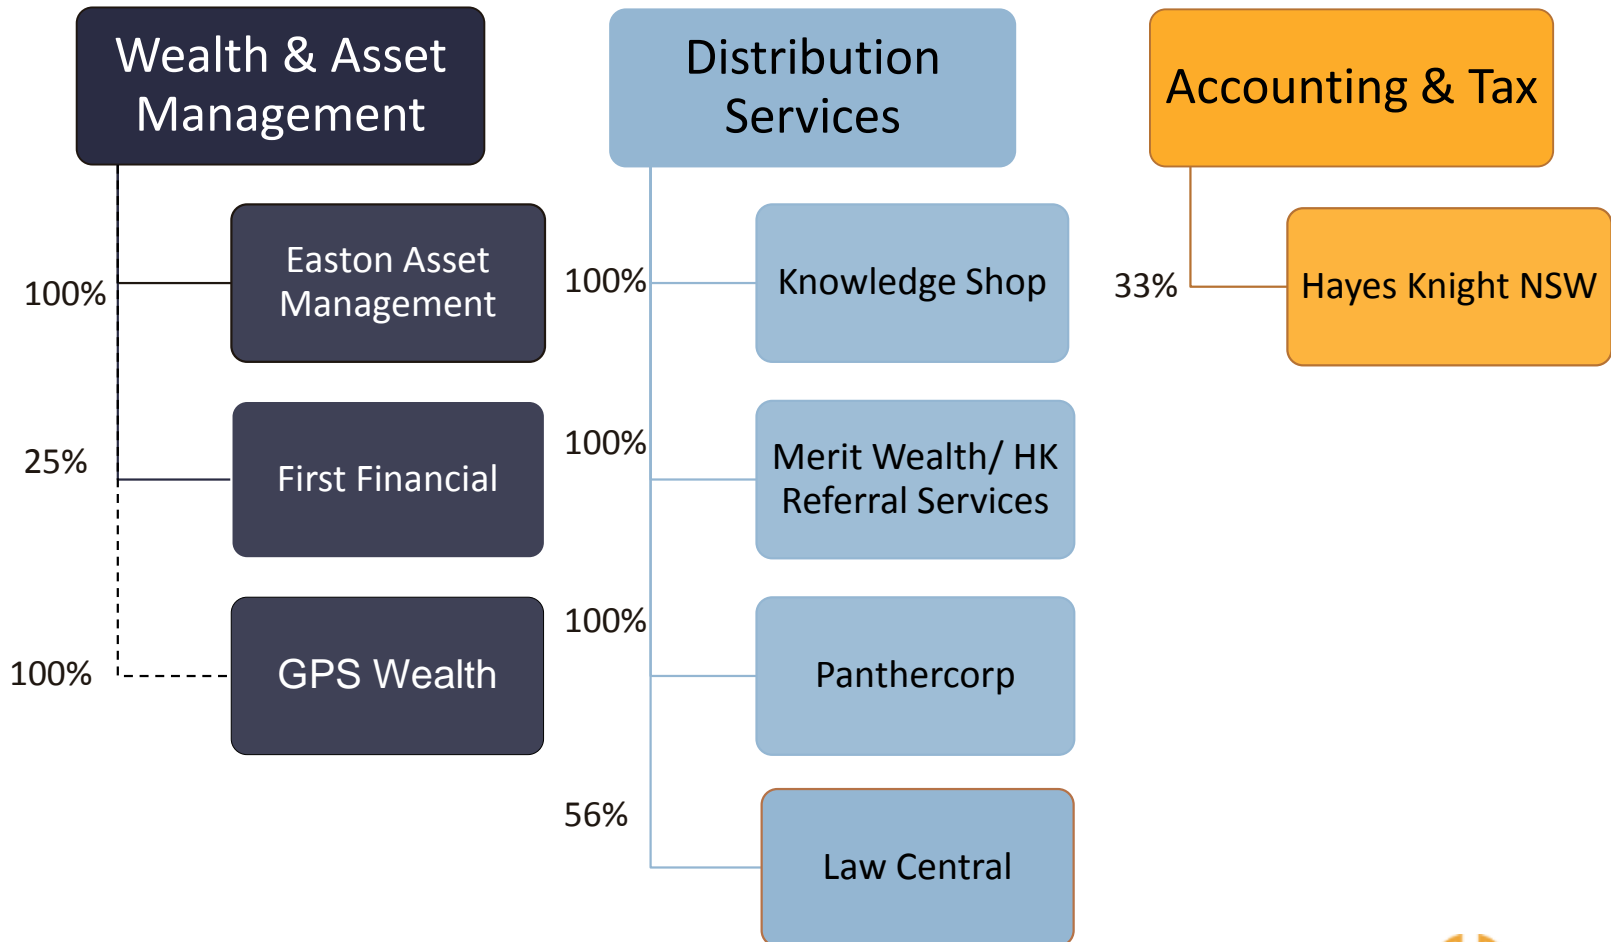 Wealth & Asset
Management
100%
Easton Asset
Management
25%
First Financial
100%
GPS Wealth
Distribution
Services
100%
Knowledge Shop
100%
Merit Wealth/ HK
Referral Services
100%
Panthercorp
56%
Law Central
Accounting & Tax
33%
Hayes Knight NSW